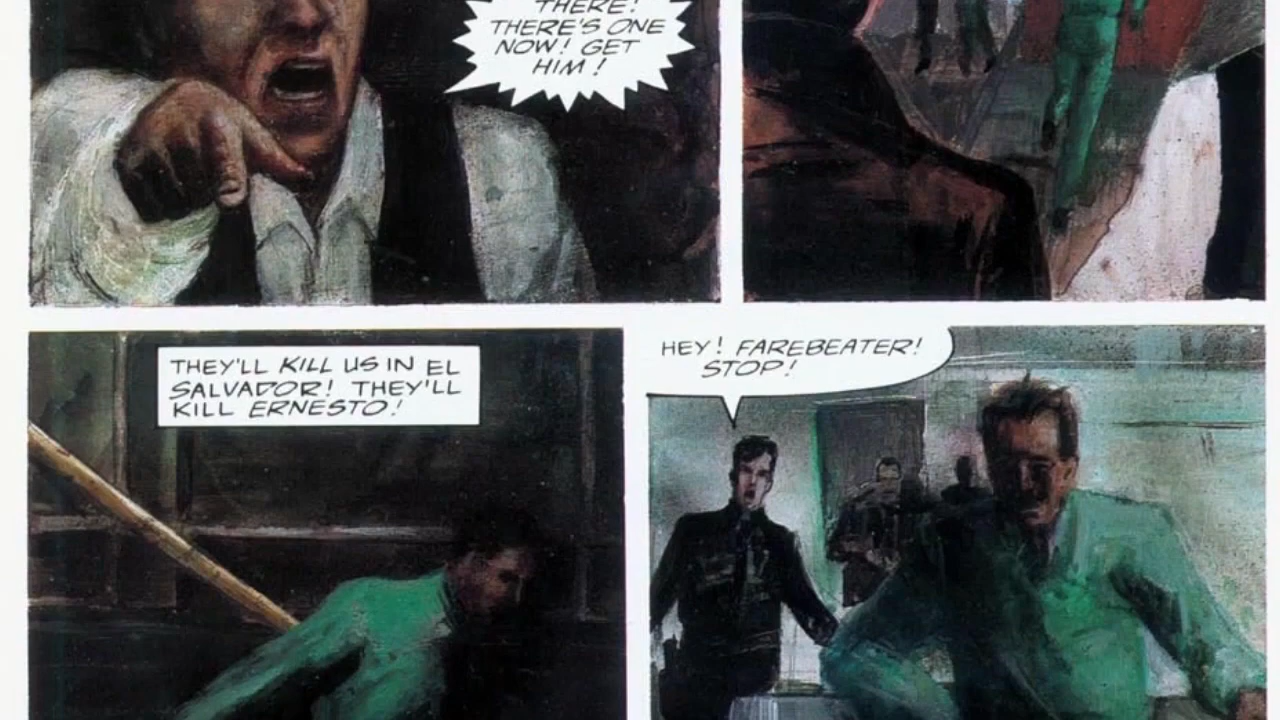 THERE!
THERE'S ONE
NOW! GET
HIM!
THEY'LL KILL US IN EL
SALVADOR! THEY'LL
KILL ERNESTO!
HEY! FAREBEATER!
STOP!